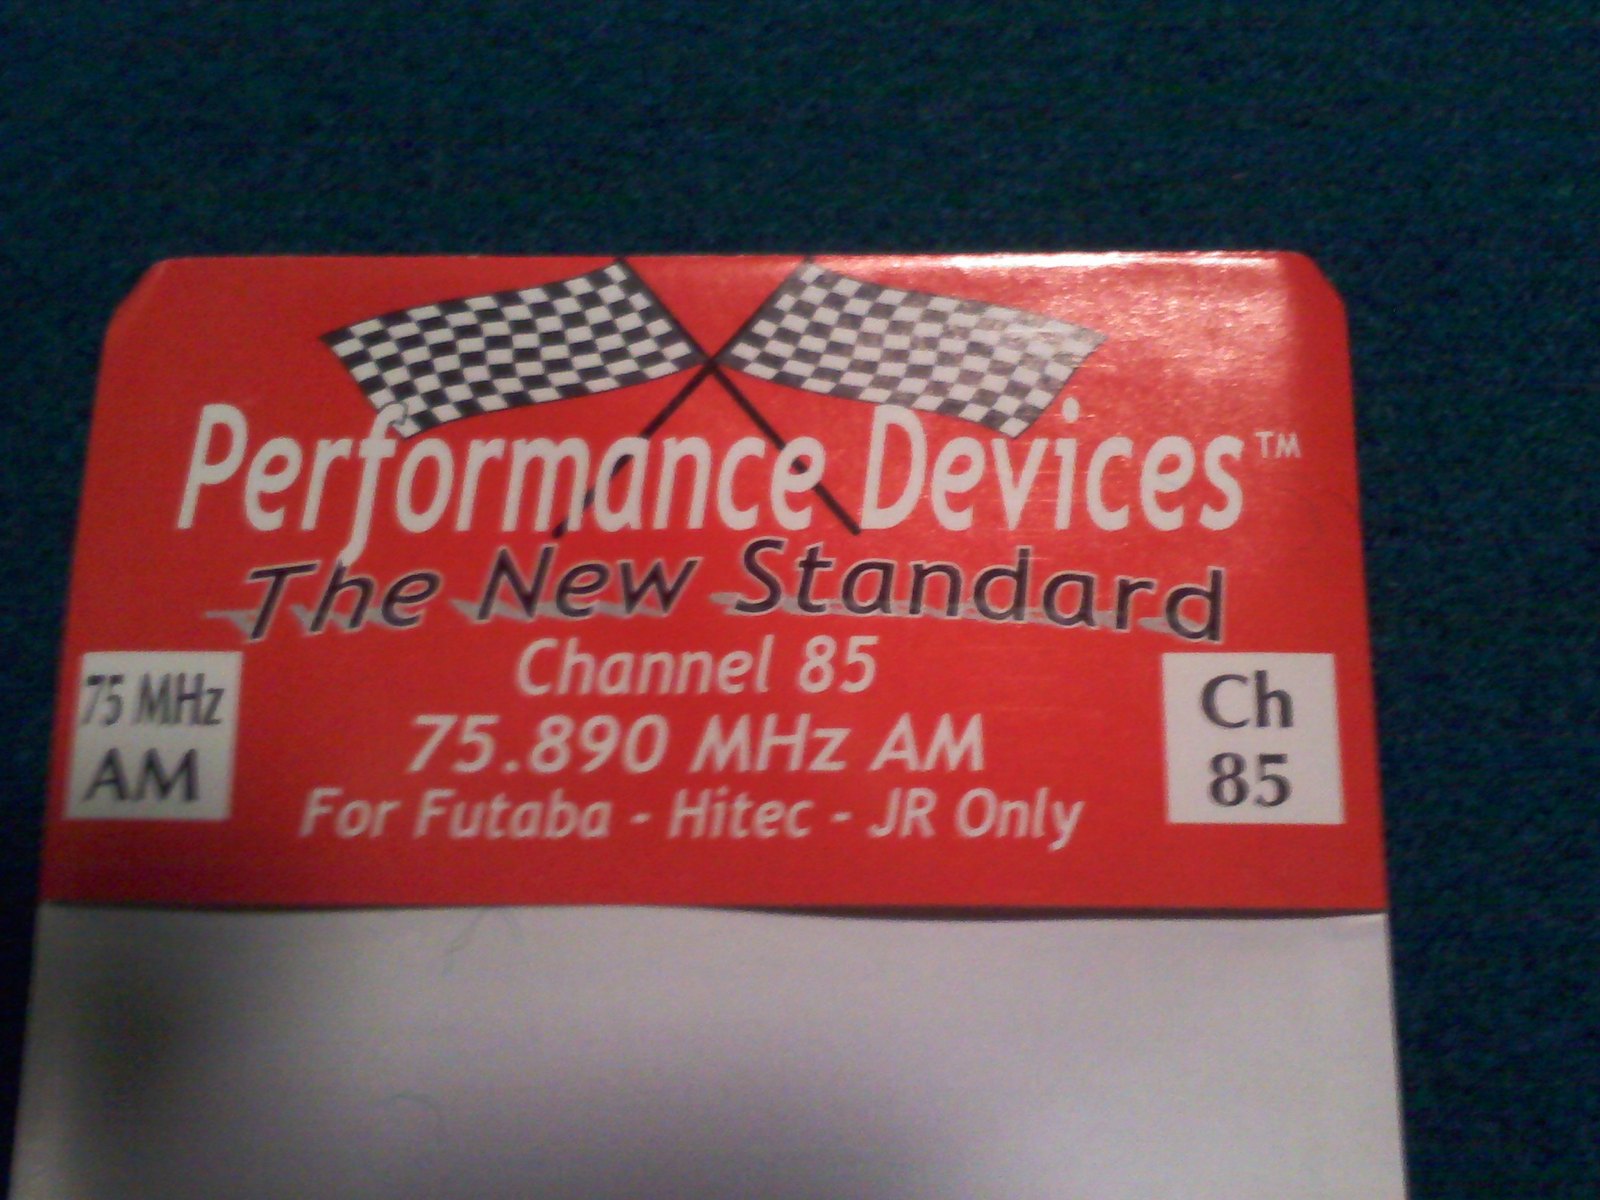 Performance Devices™
The New Standard
Channel 85
75.890 MHz AM
For Futaba - Hitec - JR Only
75 MHz
AM
Ch
85